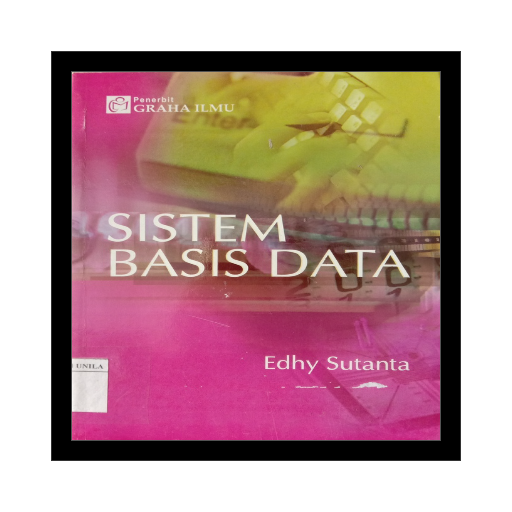 Penerbit
GRAHA ILMU
SISTEM
BASIS DATA
Edhy Sutanta
UNILA